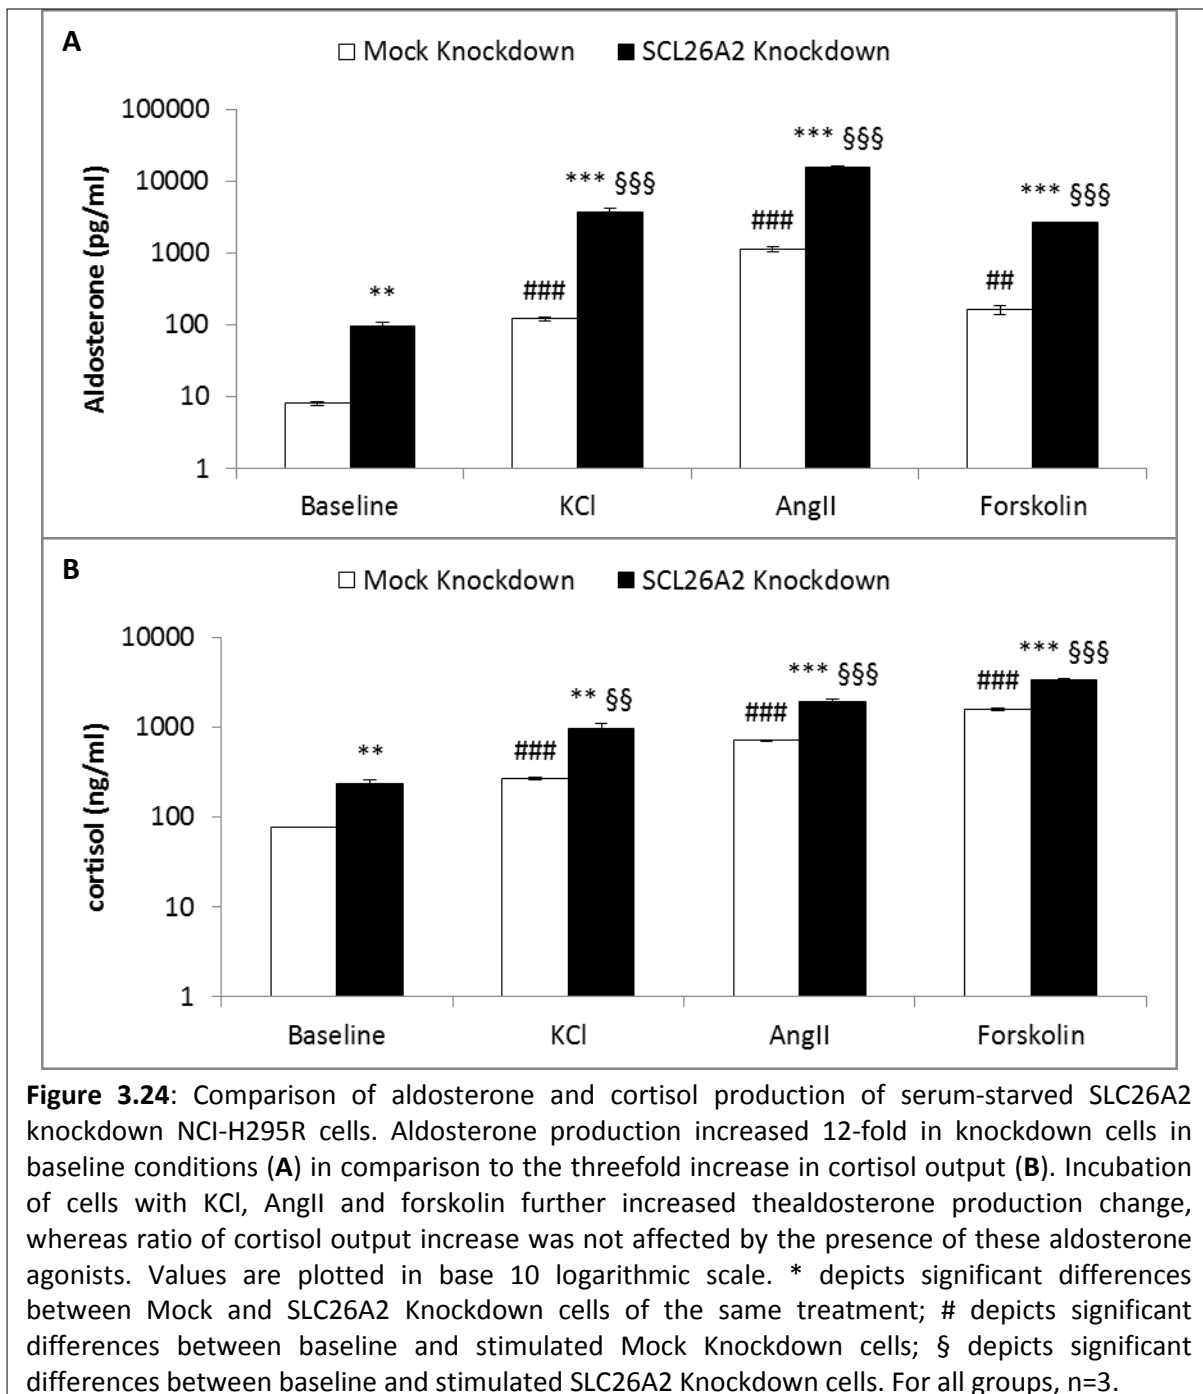 A
Mock Knockdown SCL26A2 Knockdown
Aldosterone (pg/ml)
100000
10000
1000
100
10
1
**
###
*** §§§
###
*** §§§
##
*** §§§
Baseline KCl AngII Forskolin
B
Mock Knockdown SCL26A2 Knockdown
cortisol (ng/ml)
10000
1000
100
10
1
**
###
** §§
###
*** §§§
###
*** §§§
Baseline KCl AngII Forskolin
Figure 3.24: Comparison of aldosterone and cortisol production of serum-starved SLC26A2
knockdown NCI-H295R cells. Aldosterone production increased 12-fold in knockdown cells in
baseline conditions (A) in comparison to the threefold increase in cortisol output (B). Incubation
of cells with KCl, AngII and forskolin further increased thealdosterone production change,
whereas ratio of cortisol output increase was not affected by the presence of these aldosterone
agonists. Values are plotted in base 10 logarithmic scale. * depicts significant differences
between Mock and SLC26A2 Knockdown cells of the same treatment; # depicts significant
differences between baseline and stimulated Mock Knockdown cells; § depicts significant
differences between baseline and stimulated SLC26A2 Knockdown cells. For all groups, n=3.